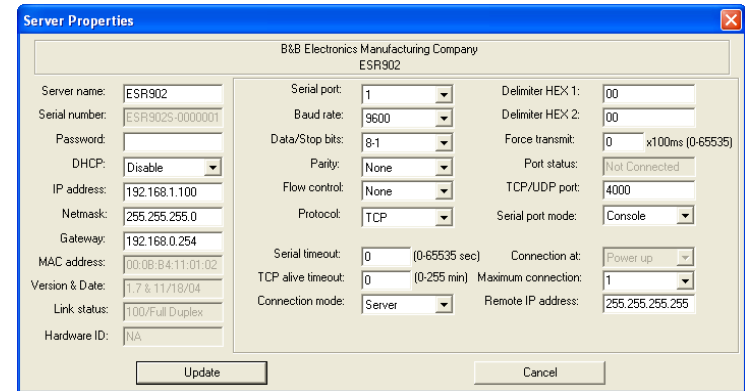 Server Properties
B&B Electronics Manufacturing Company
ESR902
Server name: ESR902
Serial number: ESR902S-0000001
Password:
DHCP: Disable
IP address: 192.168.1.100
Netmask: 255.255.255.0
Gateway: 192.168.0.254
MAC address: 00:0B:B4:11:01:02
Version & Date: 1.7 & 11/18/04
Link status: 100/Full Duplex
Hardware ID: NA
Serial port: 1
Baud rate: 9600
Data/Stop bits: 8-1
Parity: None
Flow control: None
Protocol: TCP
Serial timeout: 0 (0-65535 sec)
TCP alive timeout: 0 (0-255 min)
Connection mode: Server
Delimiter HEX 1: 00
Delimiter HEX 2: 00
Force transmit: 0 x100ms (0-65535)
Port status: Not Connected
TCP/UDP port: 4000
Serial port mode: Console
Connection at: Power up
Maximum connection: 1
Remote IP address: 255.255.255.255
Update
Cancel